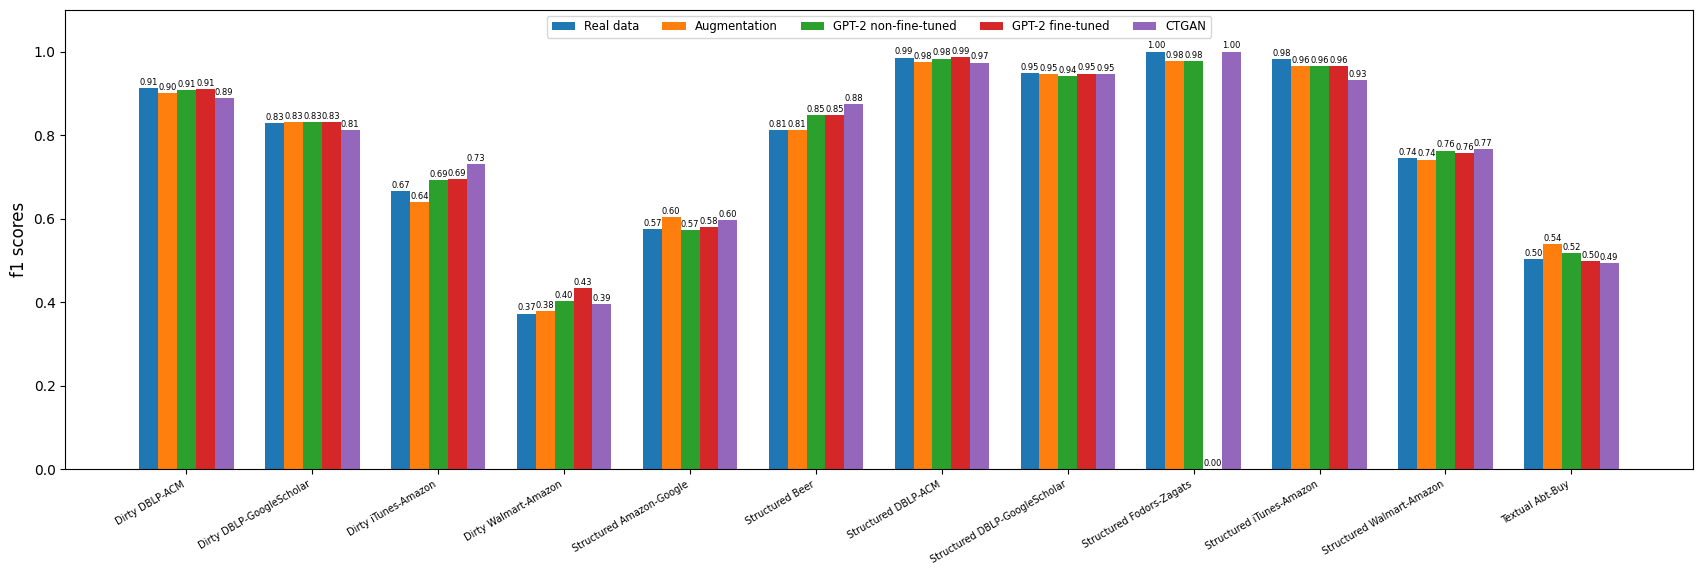 Real data Augmentation GPT-2 non-fine-tuned GPT-2 fine-tuned CTGAN
f1 scores
1.0
0.8
0.6
0.4
0.2
0.0
0.91 0.90 0.91 0.91 0.89
0.83 0.83 0.83 0.83 0.81
0.67 0.64 0.69 0.69 0.73
0.37 0.38 0.40 0.43 0.39
0.57 0.60 0.57 0.58 0.60
0.81 0.81 0.85 0.85 0.88
0.99 0.98 0.98 0.99 0.97
0.95 0.95 0.94 0.95 0.95
1.00 0.98 0.98 0.00 1.00
0.98 0.96 0.96 0.96 0.93
0.74 0.74 0.76 0.76 0.77
0.50 0.54 0.52 0.50 0.49
Dirty DBLP-ACM
Dirty DBLP-GoogleScholar
Dirty iTunes-Amazon
Dirty Walmart-Amazon
Structured Amazon-Google
Structured Beer
Structured DBLP-ACM
Structured DBLP-GoogleScholar
Structured Fodors-Zagats
Structured iTunes-Amazon
Structured Walmart-Amazon
Textual Abt-Buy